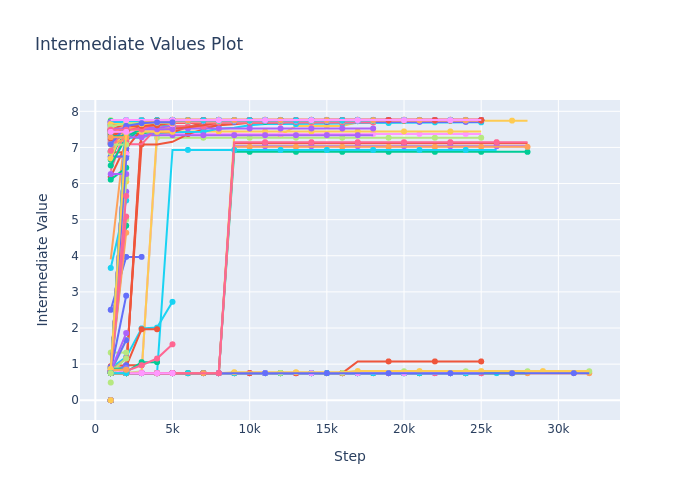 Intermediate Values Plot
8
7
6
5
4
3
2
1
0
Intermediate Value
0 5k 10k 15k 20k 25k 30k
Step